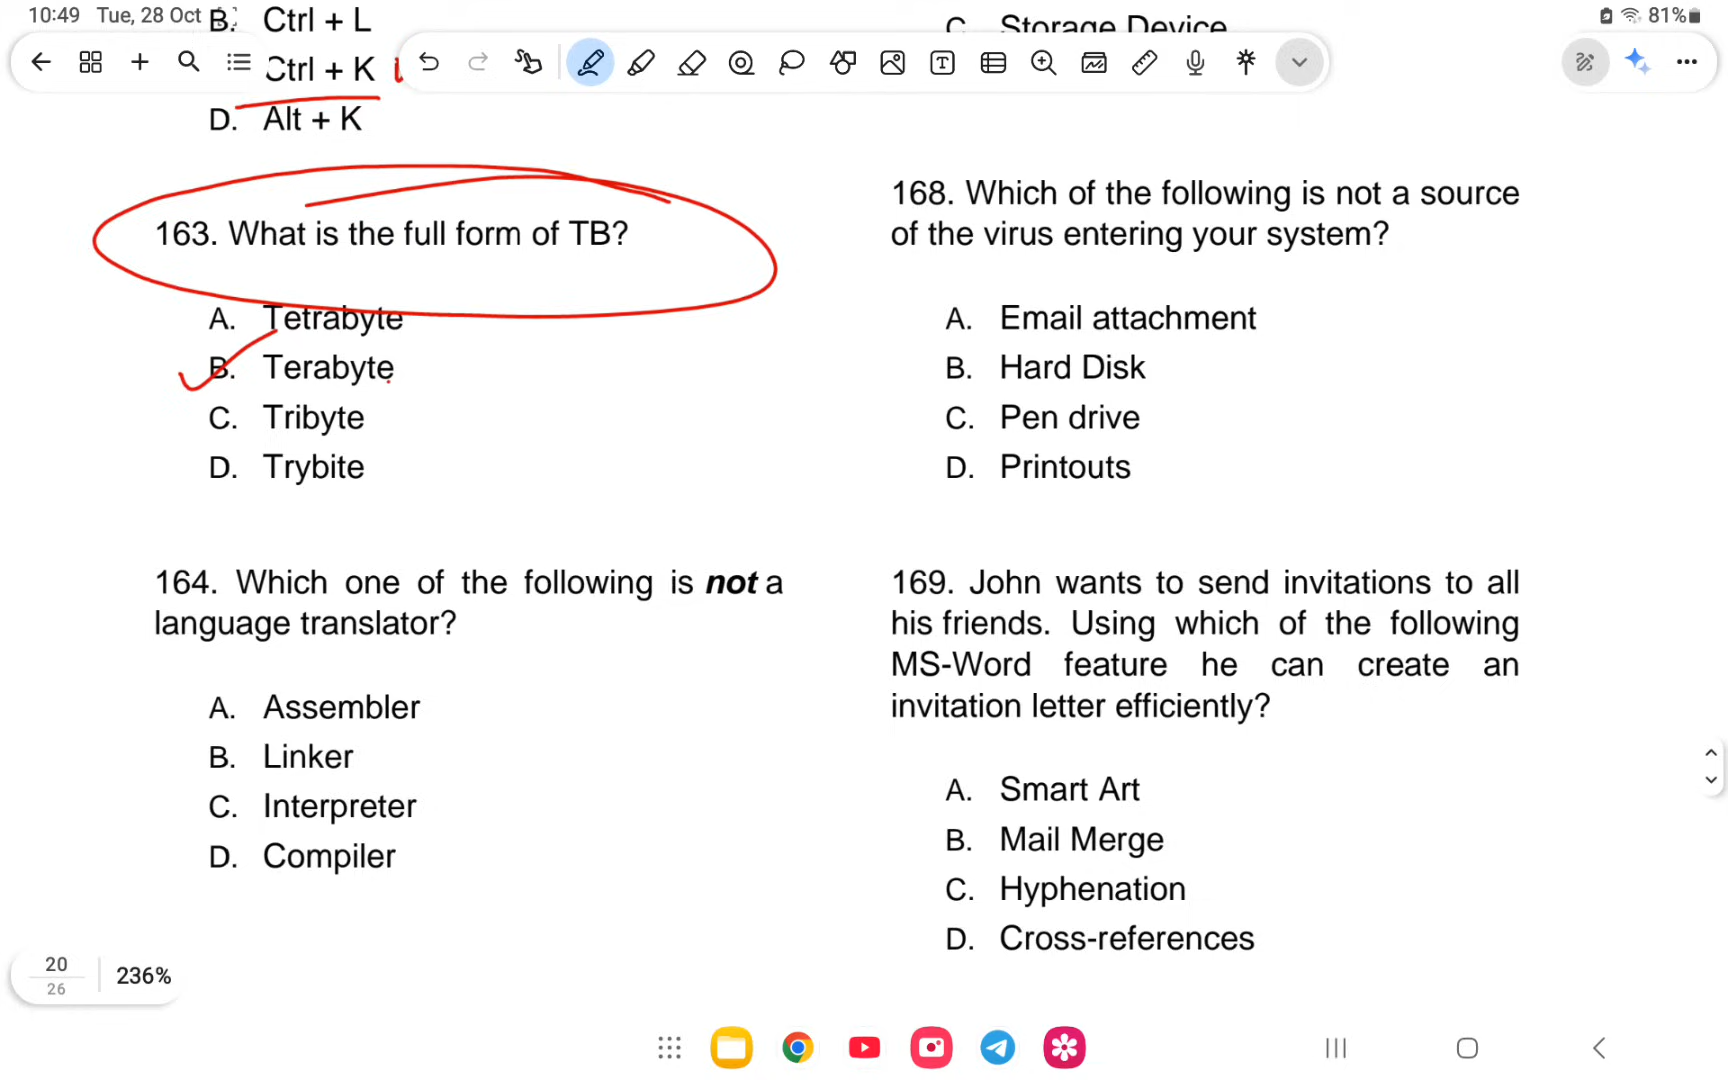 10:49 Tue, 28 Oct
81%
B. Ctrl + L
Ctrl + K
D. Alt + K
163. What is the full form of TB?
A. Tetrabyte
B. Terabyte
C. Tribyte
D. Trybite
164. Which one of the following is not a
language translator?
A. Assembler
B. Linker
C. Interpreter
D. Compiler
C. Storage Device
168. Which of the following is not a source
of the virus entering your system?
A. Email attachment
B. Hard Disk
C. Pen drive
D. Printouts
169. John wants to send invitations to all
his friends. Using which of the following
MS-Word feature he can create an
invitation letter efficiently?
A. Smart Art
B. Mail Merge
C. Hyphenation
D. Cross-references
20
26
236%